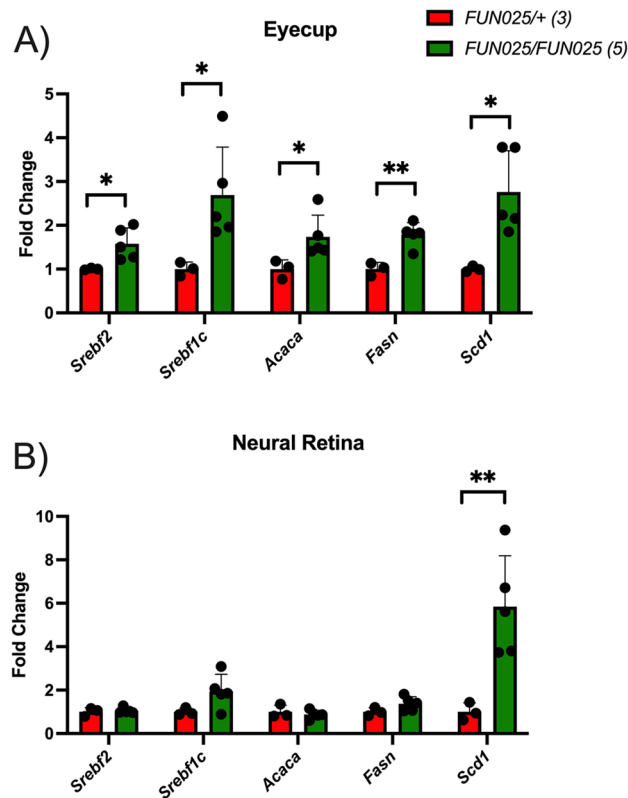 A)
Eyecup
FUN025/+ (3)
FUN025/FUN025 (5)
Fold Change
5
4
3
2
1
0
*
*
*
**
*
Srebf2
Srebf1c
Acaca
Fasn
Scd1
B)
Neural Retina
Fold Change
10
8
6
4
2
0
**
Srebf2
Srebf1c
Acaca
Fasn
Scd1